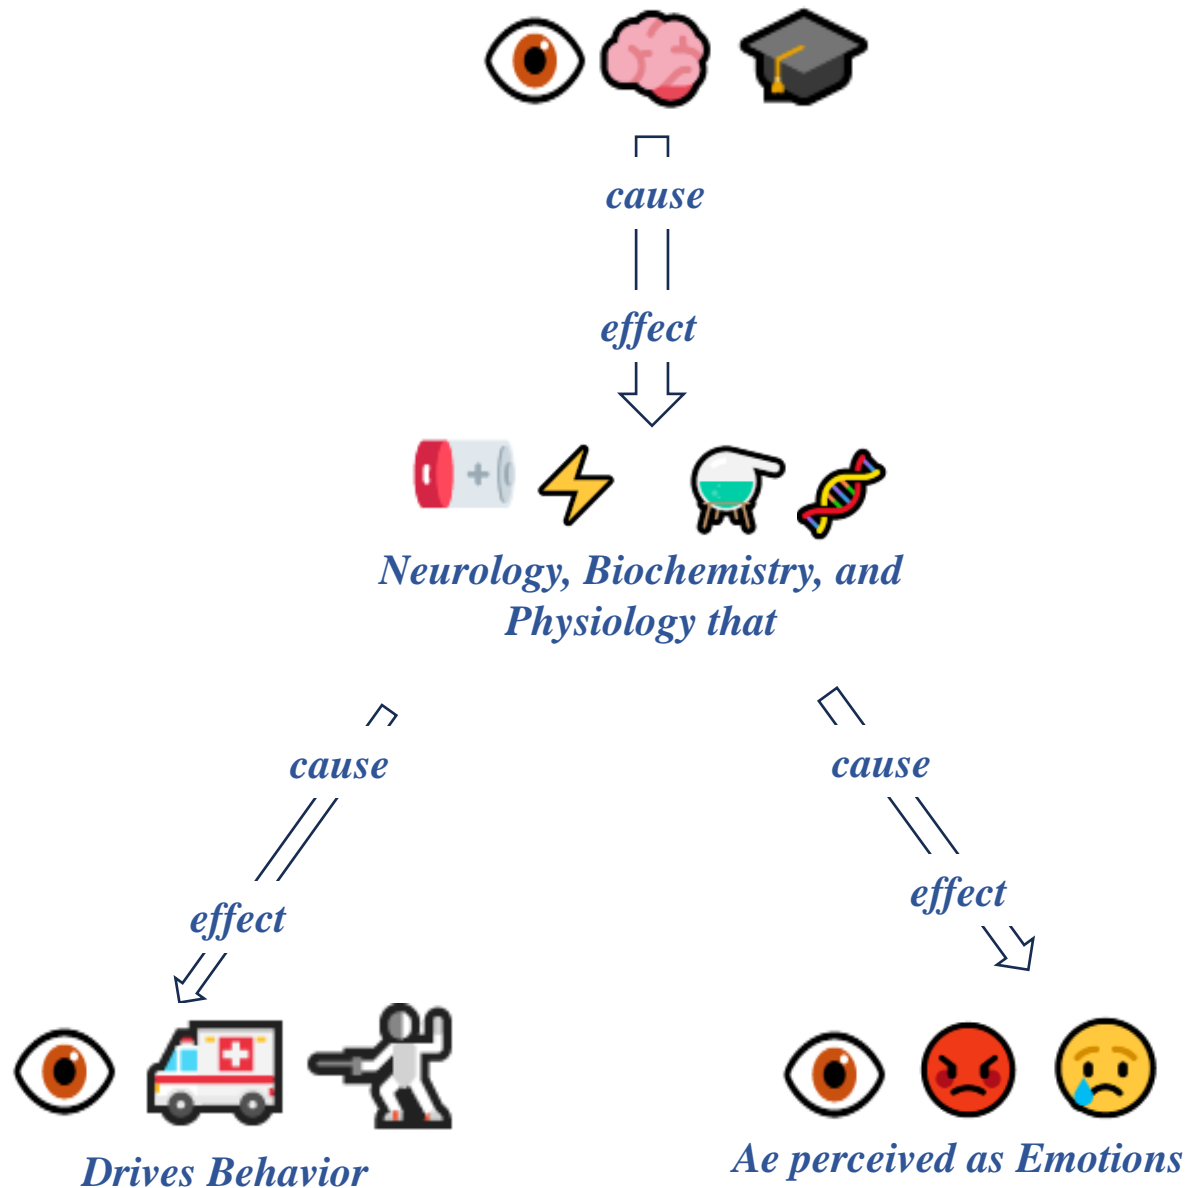 cause
effect
Neurology, Biochemistry, and
Physiology that
cause
cause
effect
effect
Drives Behavior
Ae perceived as Emotions